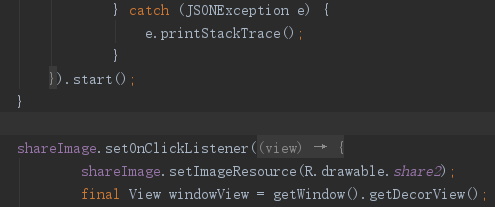 } catch (JSONException e) {
e.printStackTrace();
}
}).start();
}
shareImage.setOnClickListener((view) → {
shareImage.setImageResource(R.drawable.share2);
final View windowView = getWindow().getDecorView();